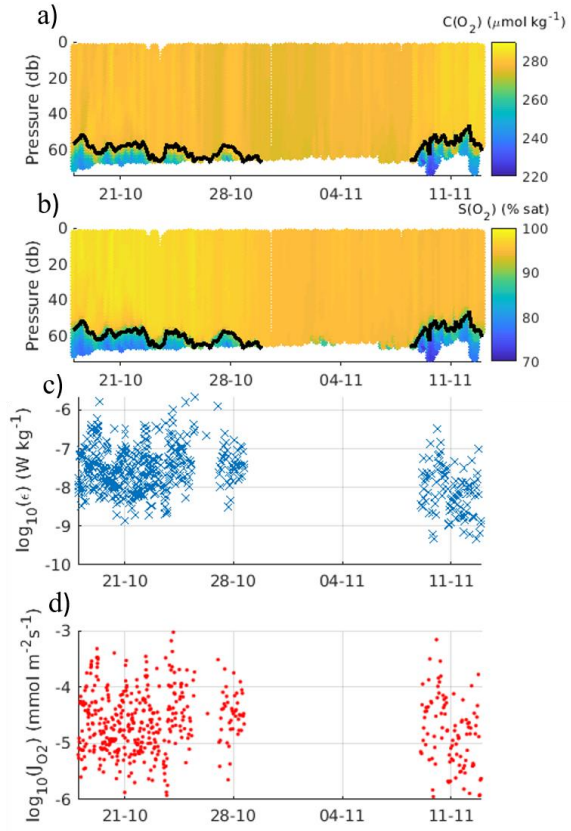 a)
C(O₂) (μmol kg⁻¹)
0
20
40
60
Pressure (db)
280
260
240
220
21-10 28-10 04-11 11-11
b)
S(O₂) (% sat)
0
20
40
60
Pressure (db)
100
90
80
70
21-10 28-10 04-11 11-11
c)
-6
-7
-8
-9
-10
log₁₀(ϵ) (W kg⁻¹)
21-10 28-10 04-11 11-11
d)
-3
-4
-5
-6
log₁₀(J_O2) (mmol m⁻²s⁻¹)
21-10 28-10 04-11 11-11